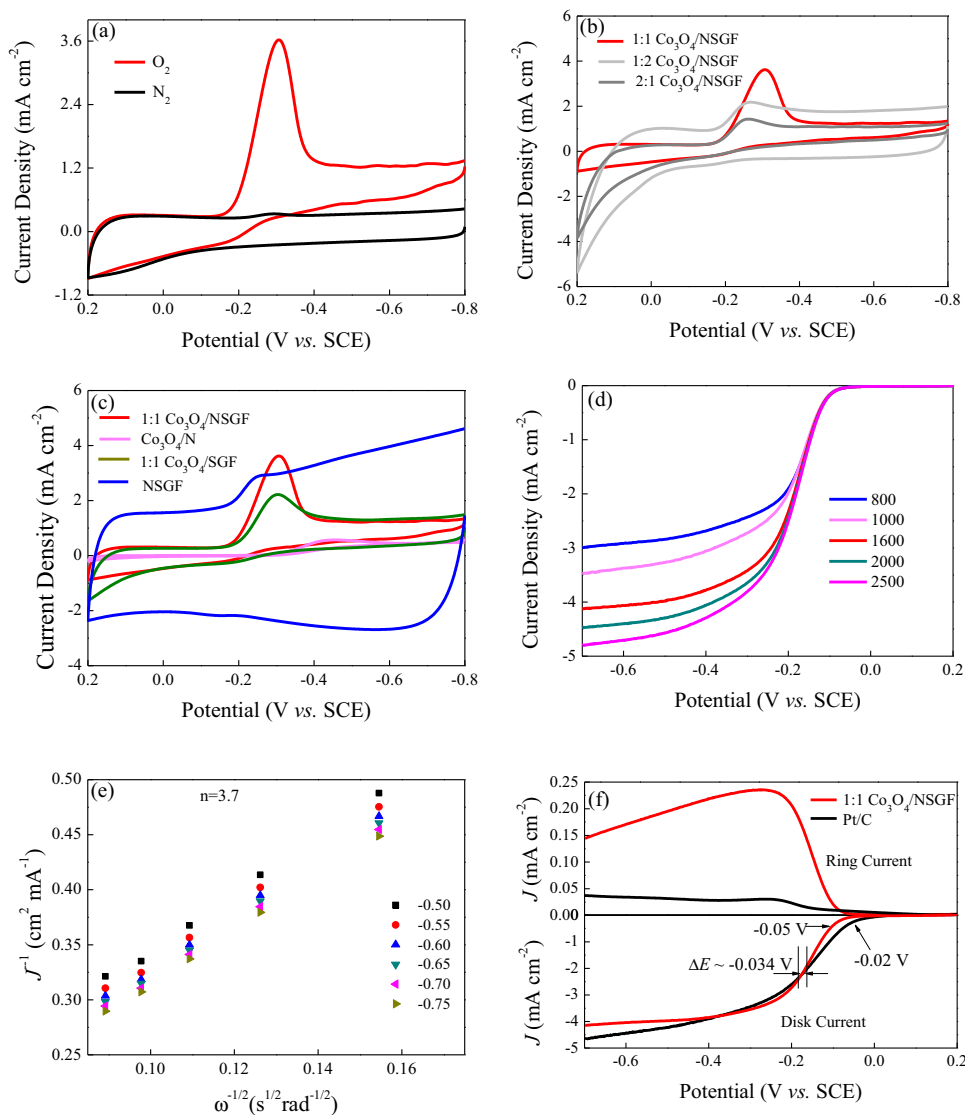 (a)
O₂
N₂
3.6
2.4
1.2
0.0
-1.2
0.2 0.0 -0.2 -0.4 -0.6 -0.8
Current Density (mA cm⁻²)
Potential (V vs. SCE)
(b)
1:1 Co₃O₄/NSGF
1:2 Co₃O₄/NSGF
2:1 Co₃O₄/NSGF
6
4
2
0
-2
-4
-6
0.2 0.0 -0.2 -0.4 -0.6 -0.8
Current Density (mA cm⁻²)
Potential (V vs. SCE)
(c)
1:1 Co₃O₄/NSGF
Co₃O₄/N
1:1 Co₃O₄/SGF
NSGF
6
4
2
0
-2
-4
0.2 0.0 -0.2 -0.4 -0.6 -0.8
Current Density (mA cm⁻²)
Potential (V vs. SCE)
(d)
800
1000
1600
2000
2500
0
-1
-2
-3
-4
-5
-0.6 -0.4 -0.2 0.0 0.2
Current Density (mA cm⁻²)
Potential (V vs. SCE)
(e)
n=3.7
-0.50
-0.55
-0.60
-0.65
-0.70
-0.75
0.50
0.45
0.40
0.35
0.30
0.25
0.10 0.12 0.14 0.16
J⁻¹ (cm² mA⁻¹)
ω⁻¹/² (s¹/² rad⁻¹/²)
(f)
1:1 Co₃O₄/NSGF
Pt/C
Ring Current
-0.05 V
-0.02 V
ΔE ~ -0.034 V
Disk Current
0.25
0.20
0.15
0.10
0.05
0.00
-1
-2
-3
-4
-5
-0.6 -0.4 -0.2 0.0 0.2
J (mA cm⁻²)
J (mA cm⁻²)
Potential (V vs. SCE)